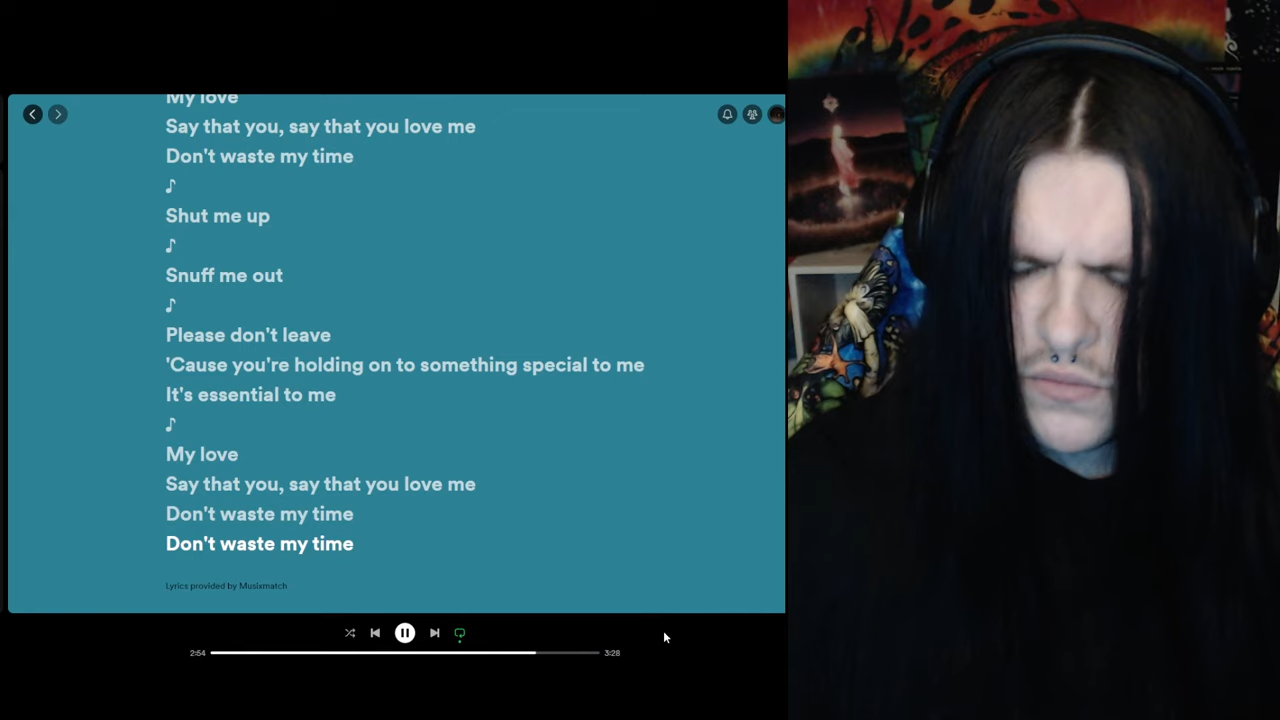 My love
Say that you, say that you love me
Don't waste my time
♪
Shut me up
♪
Snuff me out
♪
Please don't leave
'Cause you're holding on to something special to me
It's essential to me
♪
My love
Say that you, say that you love me
Don't waste my time
Don't waste my time
Lyrics provided by Musixmatch
2:54
3:28